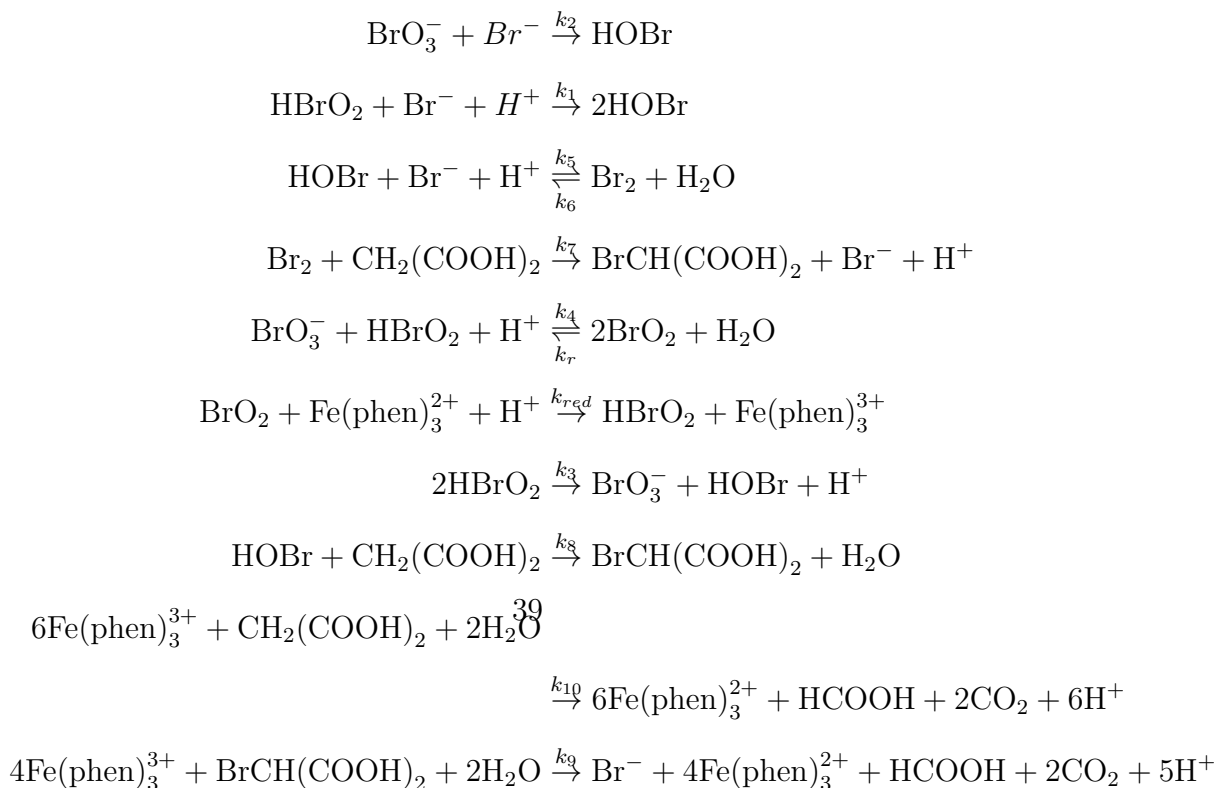 BrO₃⁻ + Br⁻ →(k₂) HOBr
HBrO₂ + Br⁻ + H⁺ →(k₁) 2HOBr
HOBr + Br⁻ + H⁺ ⇌(k₅, k₆) Br₂ + H₂O
Br₂ + CH₂(COOH)₂ →(k₇) BrCH(COOH)₂ + Br⁻ + H⁺
BrO₃⁻ + HBrO₂ + H⁺ ⇌(k₄, kᵣ) 2BrO₂ + H₂O
BrO₂ + Fe(phen)₃²⁺ + H⁺ →(k_red) HBrO₂ + Fe(phen)₃³⁺
2HBrO₂ →(k₃) BrO₃⁻ + HOBr + H⁺
HOBr + CH₂(COOH)₂ →(k₈) BrCH(COOH)₂ + H₂O
39
6Fe(phen)₃³⁺ + CH₂(COOH)₂ + 2H₂O
→(k₁₀) 6Fe(phen)₃²⁺ + HCOOH + 2CO₂ + 6H⁺
4Fe(phen)₃³⁺ + BrCH(COOH)₂ + 2H₂O →(k₉) Br⁻ + 4Fe(phen)₃²⁺ + HCOOH + 2CO₂ + 5H⁺